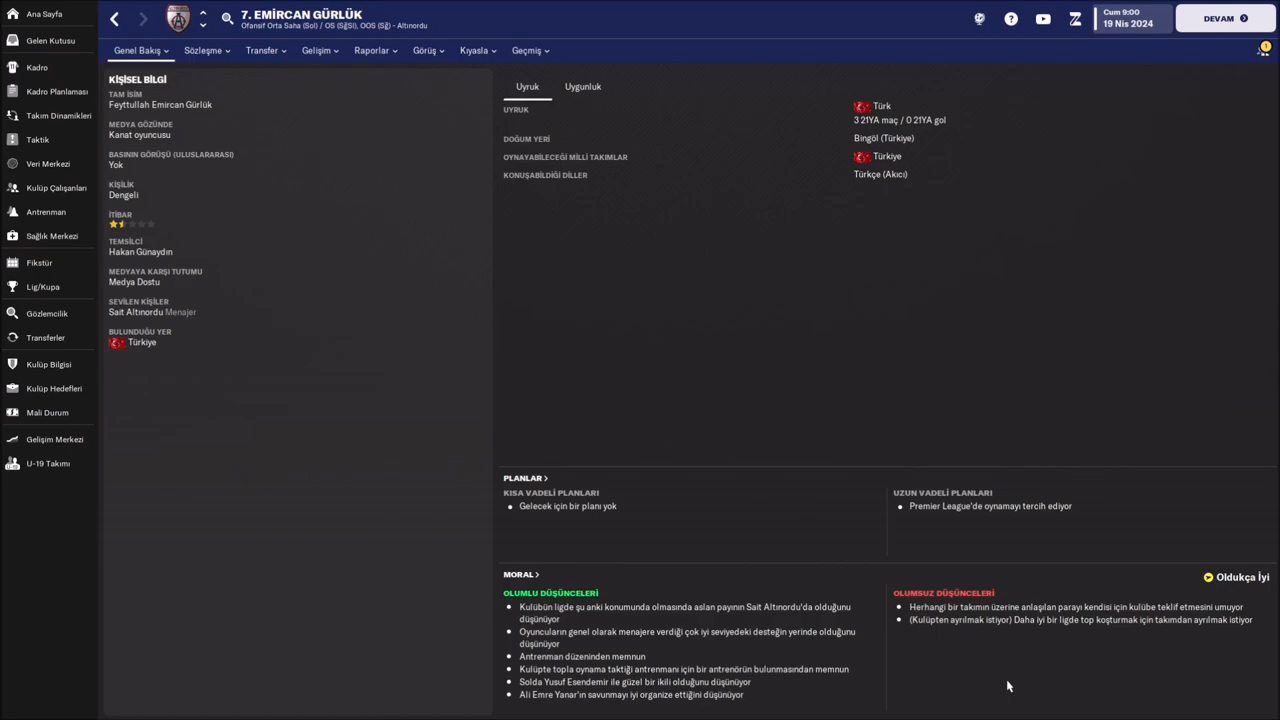 Ana Sayfa
Gelen Kutusu
Kadro
Kadro Planlaması
Takım Dinamikleri
Taktik
Veri Merkezi
Kulüp Çalışanları
Antrenman
Sağlık Merkezi
Fikstür
Lig/Kupa
Gözlemcilik
Transferler
Kulüp Bilgisi
Kulüp Hedefleri
Mali Durum
Gelişim Merkezi
U-19 Takımı
7. EMİRCAN GÜRLÜK
Ofansif Orta Saha (Sol) / OS (SğSl), OOS (Sğ) - Altınordu
Cum 9:00
19 Nis 2024
DEVAM
Genel Bakış
Sözleşme
Transfer
Gelişim
Raporlar
Görüş
Kıyasla
Geçmiş
1
KİŞİSEL BİLGİ
TAM İSİM
Feyttullah Emircan Gürlük
MEDYA GÖZÜNDE
Kanat oyuncusu
BASININ GÖRÜŞÜ (ULUSLARARASI)
Yok
KİŞİLİK
Dengeli
İTİBAR
TEMSİLCİ
Hakan Günaydın
MEDYAYA KARŞI TUTUMU
Medya Dostu
SEVİLEN KİŞİLER
Sait Altınordu Menajer
BULUNDUĞU YER
Türkiye
Uyruk
Uygunluk
UYRUK
Türk
3 21YA maç / 0 21YA gol
DOĞUM YERİ
Bingöl (Türkiye)
OYNAYABİLECEĞİ MİLLİ TAKIMLAR
Türkiye
KONUŞABİLDİĞİ DİLLER
Türkçe (Akıcı)
PLANLAR
KISA VADELİ PLANLARI
Gelecek için bir planı yok
UZUN VADELİ PLANLARI
Premier League'de oynamayı tercih ediyor
MORAL
Oldukça İyi
OLUMLU DÜŞÜNCELERİ
Kulübün ligde şu anki konumunda olmasında aslan payının Sait Altınordu'da olduğunu
düşünüyor
Oyuncuların genel olarak menajere verdiği çok iyi seviyedeki desteğin yerinde olduğunu
düşünüyor
Antrenman düzeninden memnun
Kulüpte topla oynama taktiği antrenmanı için bir antrenörün bulunmasından memnun
Solda Yusuf Esendemir ile güzel bir ikili olduğunu düşünüyor
Ali Emre Yanar'ın savunmayı iyi organize ettiğini düşünüyor
OLUMSUZ DÜŞÜNCELERİ
Herhangi bir takımın üzerine anlaşılan parayı kendisi için kulübe teklif etmesini umuyor
(Kulüpten ayrılmak istiyor) Daha iyi bir ligde top koşturmak için takımdan ayrılmak istiyor